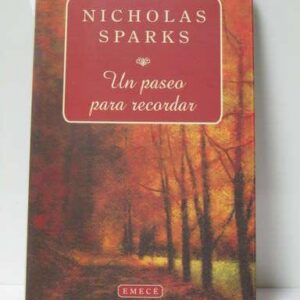 NICHOLAS
SPARKS
Un paseo
para recordar
EMECÉ